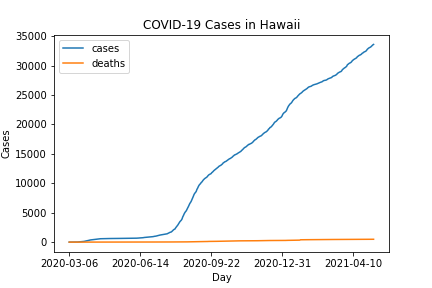 COVID-19 Cases in Hawaii
35000
30000
25000
20000
15000
10000
5000
0
Cases
cases
deaths
2020-03-06 2020-06-14 2020-09-22 2020-12-31 2021-04-10
Day